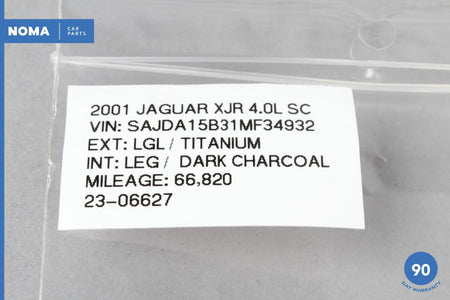 NOMA CAR
PARTS
2001 JAGUAR XJR 4.0L SC
VIN: SAJDA15B31MF34932
EXT: LGL / TITANIUM
INT: LEG / DARK CHARCOAL
MILEAGE: 66,820
23-06627
90
DAY WARRANTY